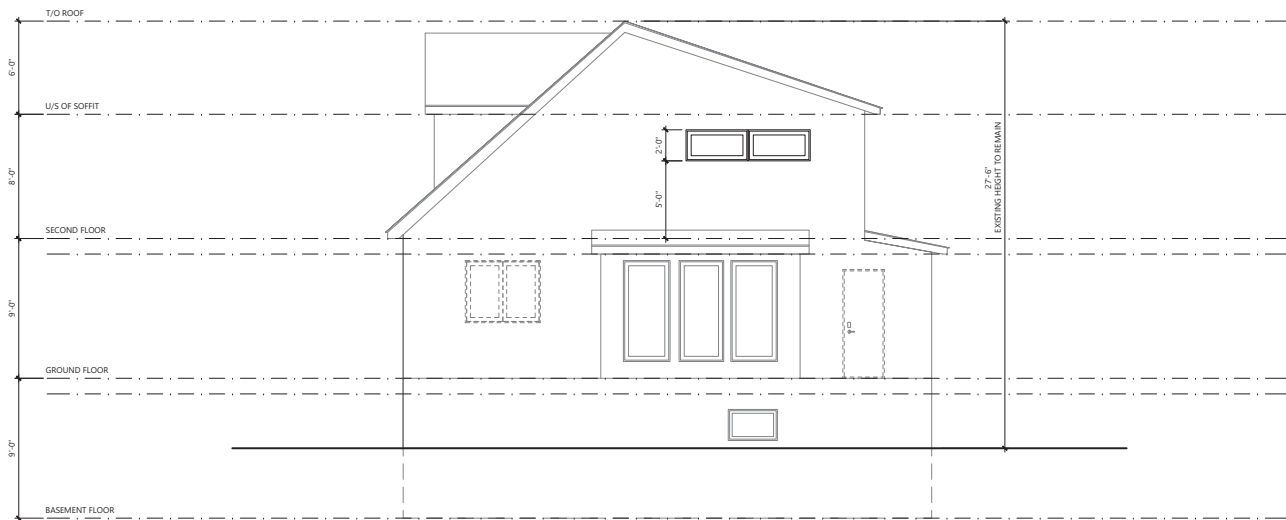 T/O ROOF
6'-0"
U/S OF SOFFIT
8'-0"
2'-0"
5'-0"
27'-6"
EXISTING HEIGHT TO REMAIN
SECOND FLOOR
9'-0"
GROUND FLOOR
9'-0"
BASEMENT FLOOR